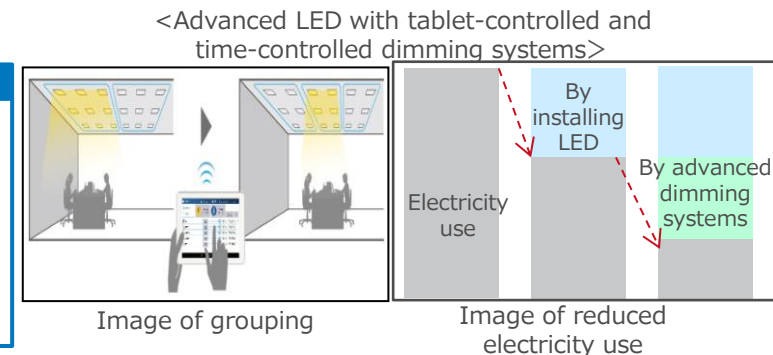 <Advanced LED with tablet-controlled and
time-controlled dimming systems>
Image of grouping
Electricity
use
By
installing
LED
By advanced
dimming
systems
Image of reduced
electricity use